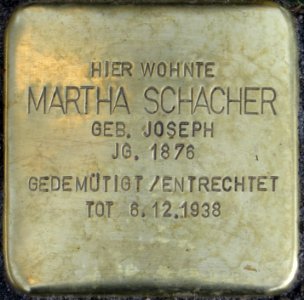 HIER WOHNTE
MARTHA SCHACHER
GEB. JOSEPH
JG. 1876
GEDEMÜTIGT/ENTRECHTET
TOT 6.12.1938